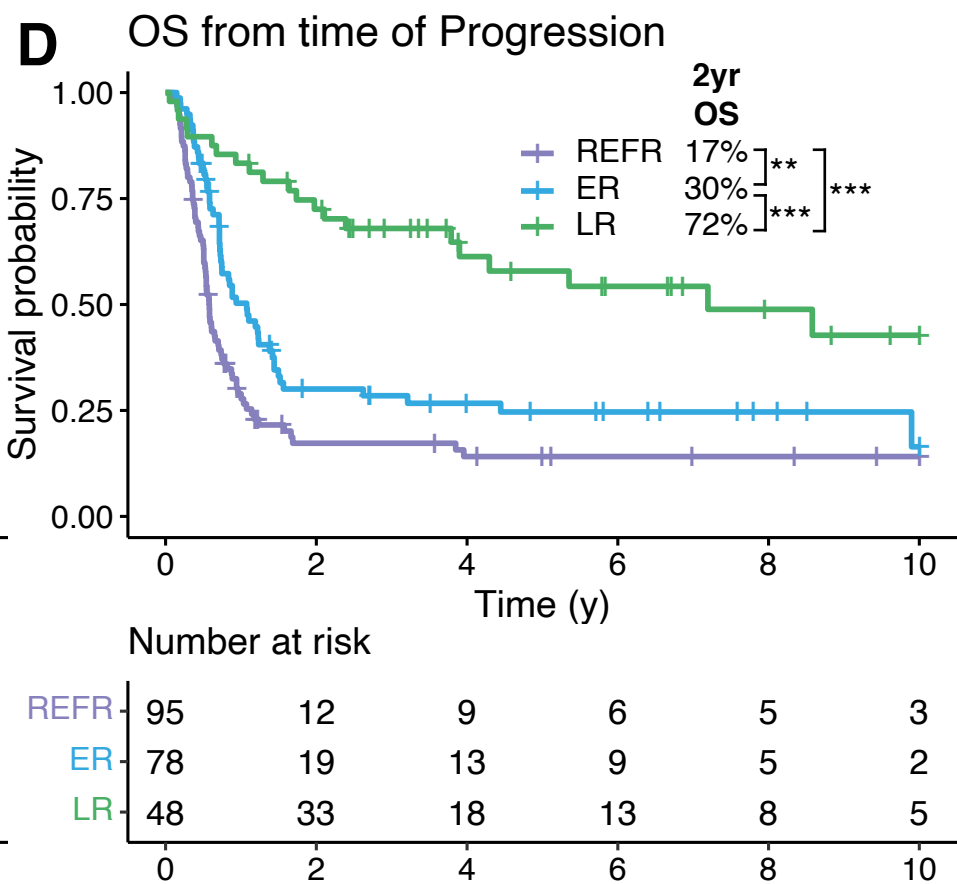 D OS from time of Progression
2yr
OS
REFR 17%
**
ER 30%
***
***
LR 72%
Survival probability
1.00
0.75
0.50
0.25
0.00
0 2 4 6 8 10
Time (y)
Number at risk
REFR 95 12 9 6 5 3
ER 78 19 13 9 5 2
LR 48 33 18 13 8 5
0 2 4 6 8 10